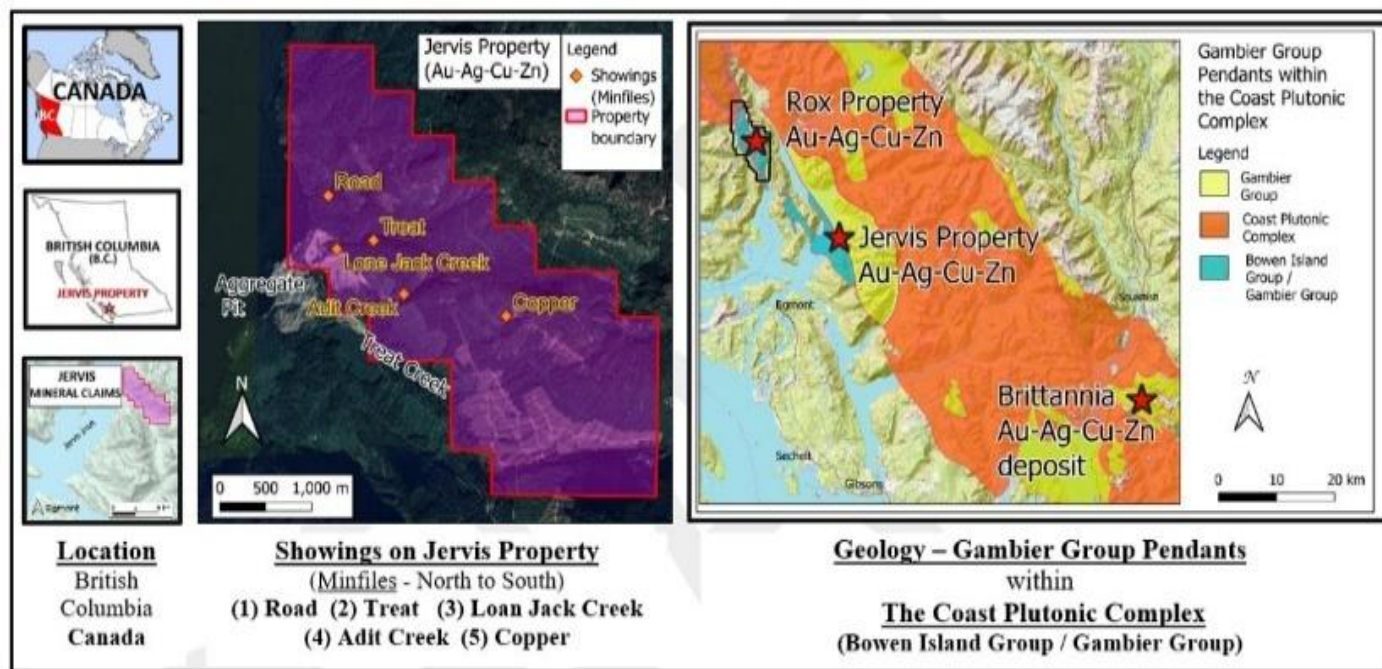 CANADA
BC
BRITISH COLUMBIA
(B.C.)
JERVIS PROPERTY
JERVIS
MINERAL CLAIMS
Jervis Inlet
Egmont
Jervis Property
(Au-Ag-Cu-Zn)
Legend
Showings
(Minfiles)
Property
boundary
Road
Treat
Lone Jack Creek
Aggregate
Pit
Adit Creek
Copper
Treat Creek
N
0 500 1,000 m
Rox Property
Au-Ag-Cu-Zn
Jervis Property
Au-Ag-Cu-Zn
Egmont
Squamish
Brittannia
Au-Ag-Cu-Zn
deposit
Sechelt
Gibsons
Gambier Group
Pendants within
the Coast Plutonic
Complex
Legend
Gambier
Group
Coast Plutonic
Complex
Bowen Island
Group /
Gambier Group
N
0 10 20 km
Location
British
Columbia
Canada
Showings on Jervis Property
(Minfiles - North to South)
(1) Road (2) Treat (3) Loan Jack Creek
(4) Adit Creek (5) Copper
Geology – Gambier Group Pendants
within
The Coast Plutonic Complex
(Bowen Island Group / Gambier Group)